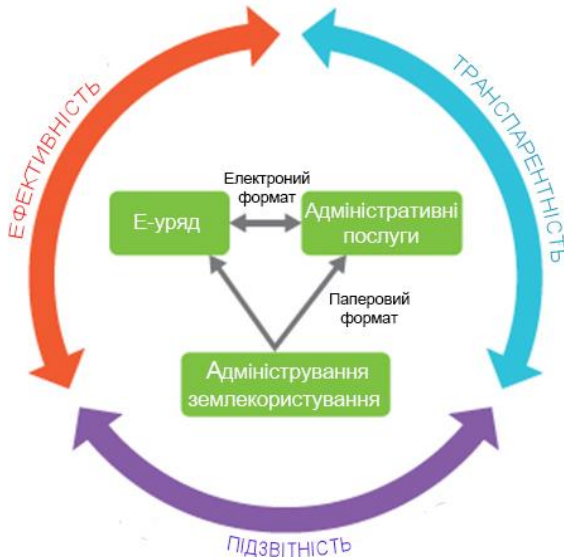 ЕФЕКТИВНІСТЬ
ТРАНСПАРЕНТНІСТЬ
Електроний
формат
Е-уряд
Адміністративні
послуги
Паперовий
формат
Адміністрування
землекористування
ПІДЗВІТНІСТЬ